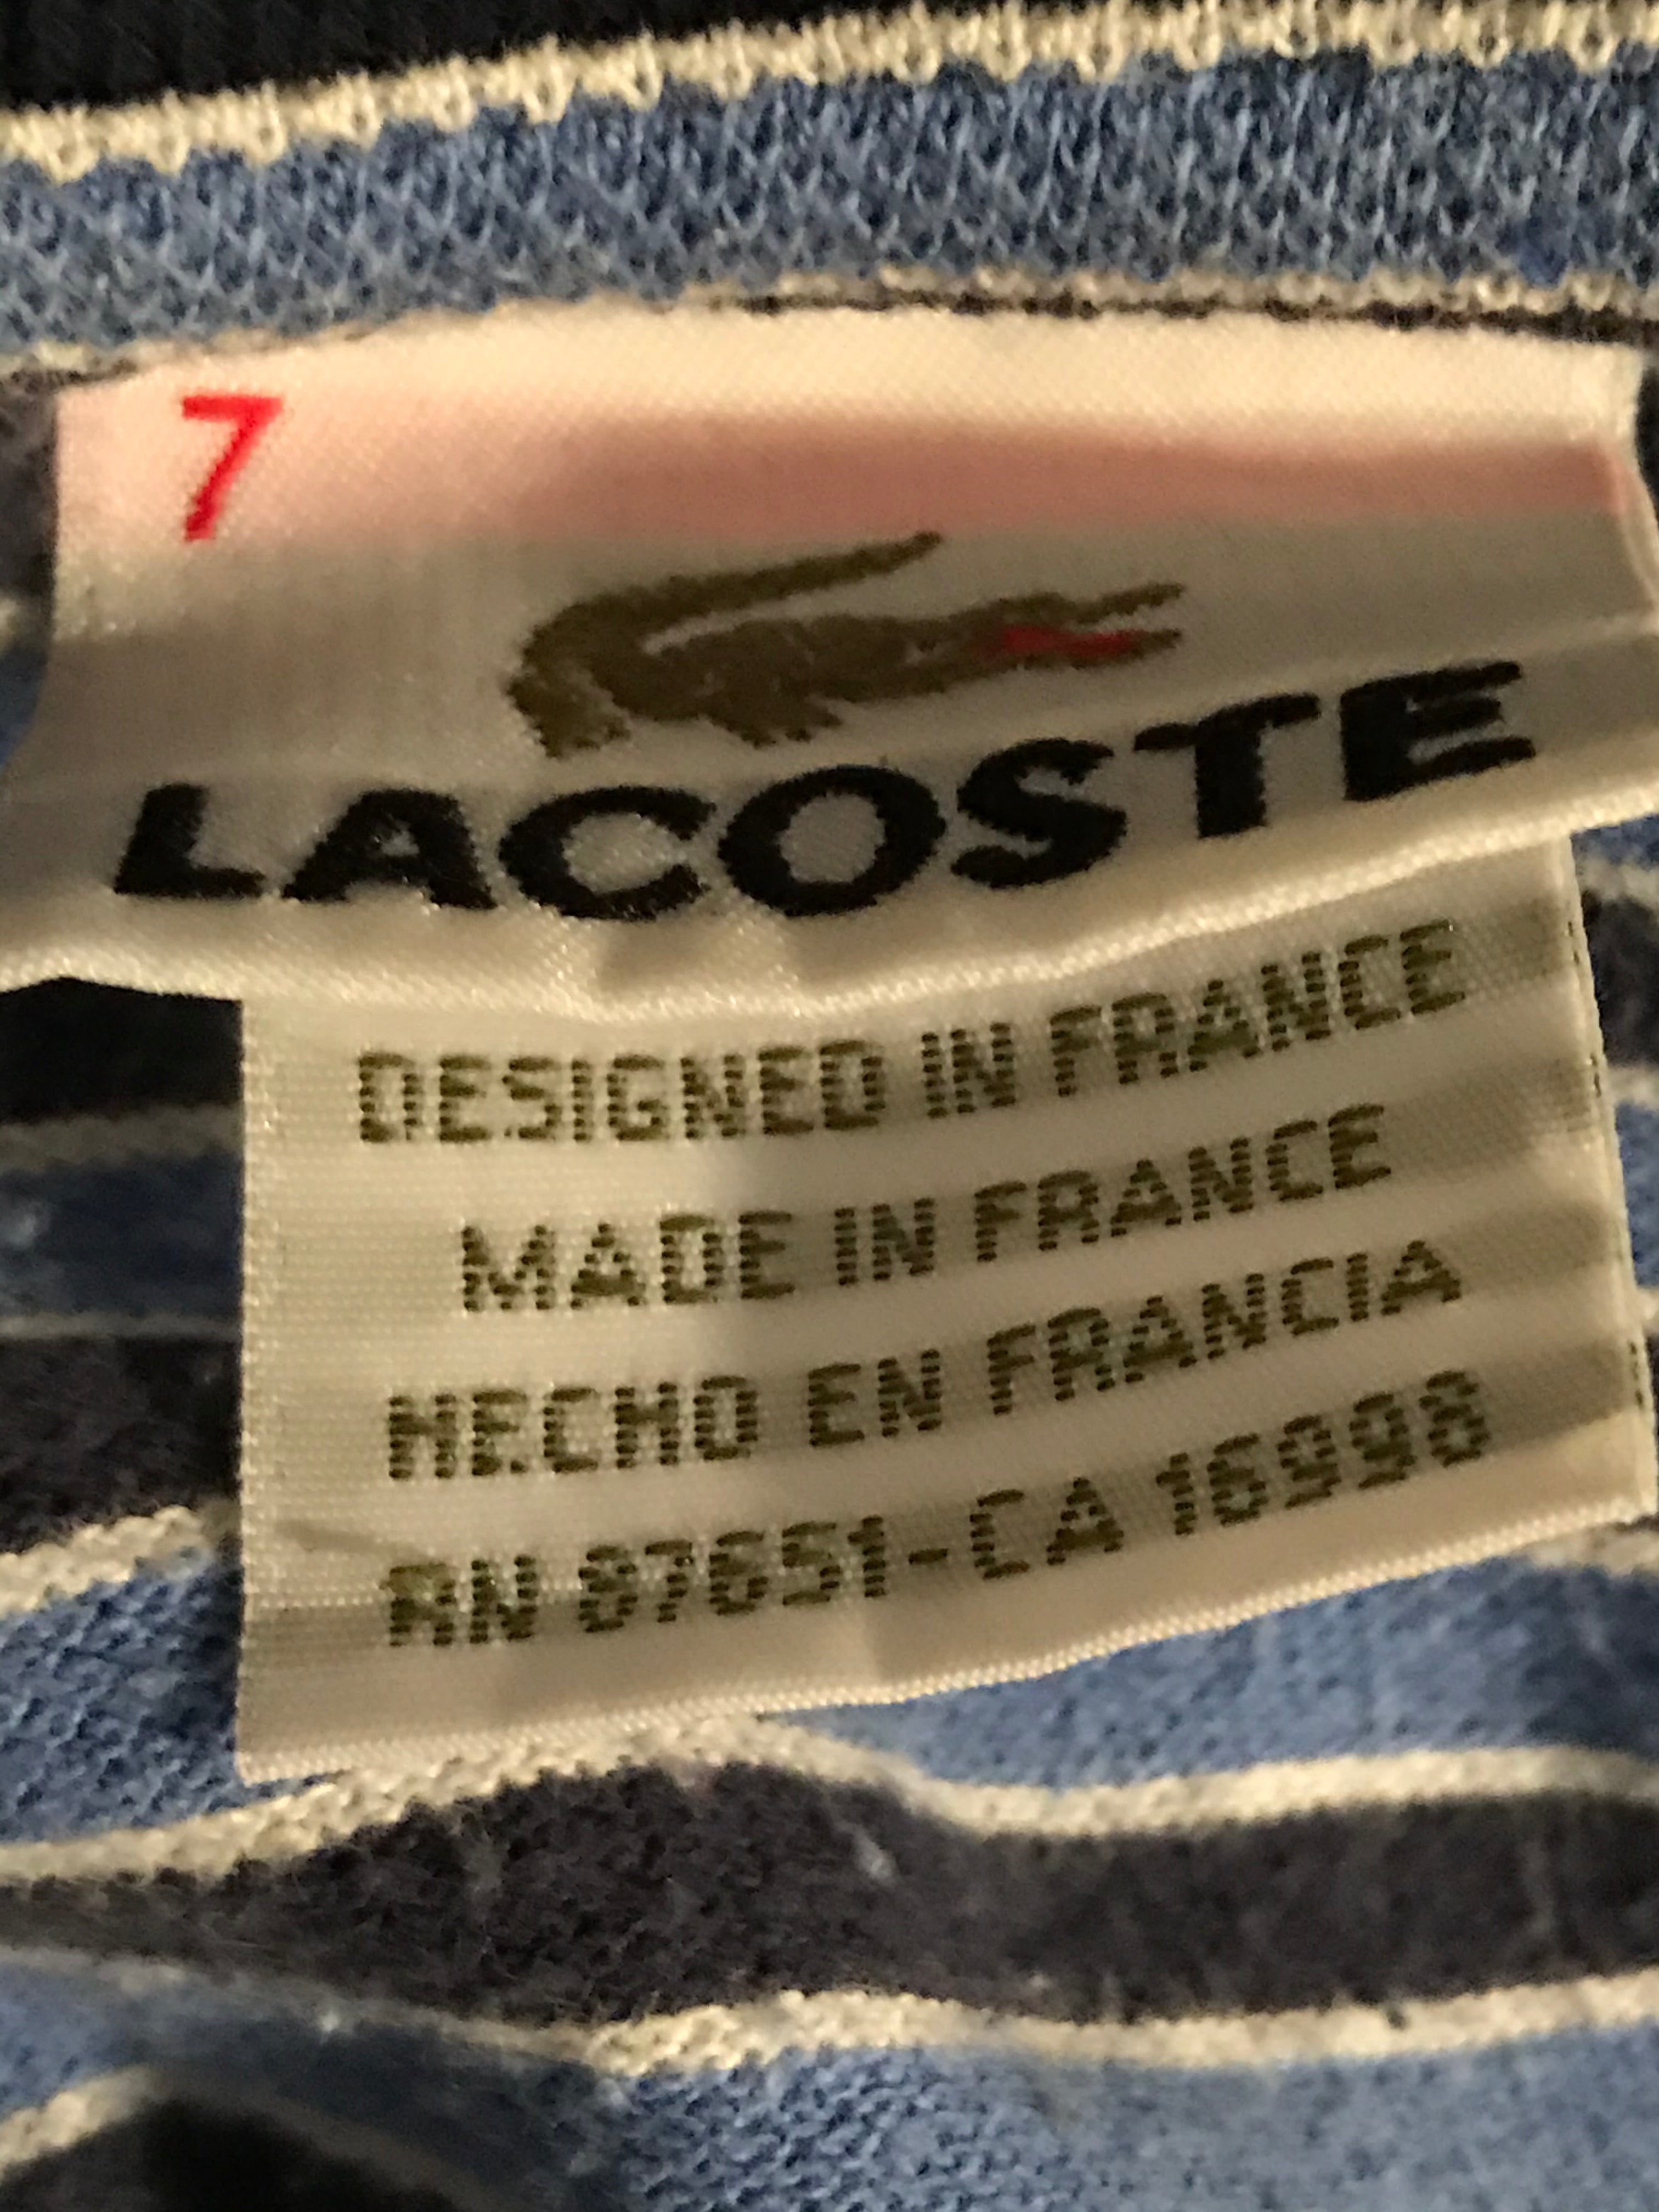 7
LACOSTE
DESIGNED IN FRANCE
MADE IN FRANCE
HECHO EN FRANCIA
RN 87651-CA 16998